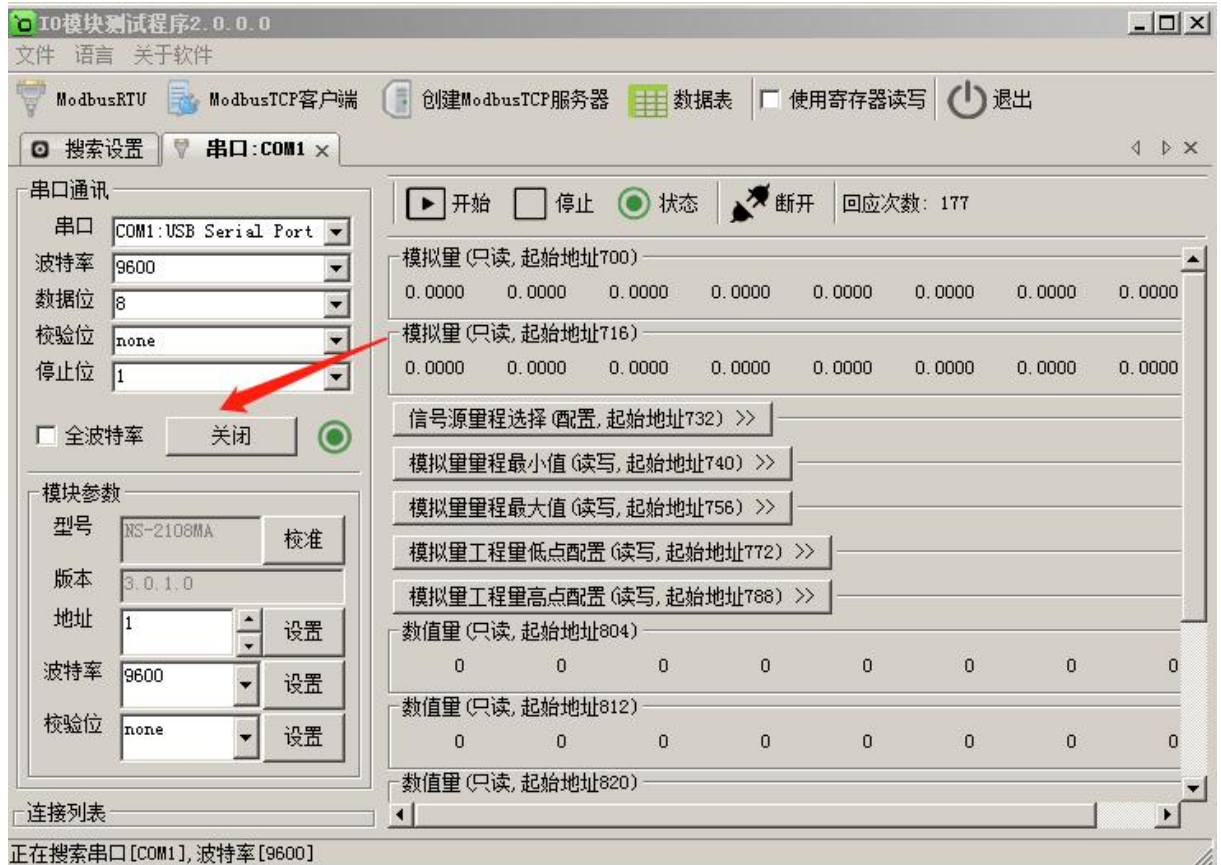 IO模块测试程序2.0.0.0
文件 语言 关于软件
ModbusRTU ModbusTCP客户端 创建ModbusTCP服务器 数据表 使用寄存器读写 退出
搜索设置 串口:COM1
串口通讯
串口 COM1:USB Serial Port
波特率 9600
数据位 8
校验位 none
停止位 1
全波特率 关闭
模块参数
型号 NS-2108MA 校准
版本 3.0.1.0
地址 1 设置
波特率 9600 设置
校验位 none 设置
连接列表
开始 停止 状态 断开 回应次数: 177
模拟量(只读,起始地址700)
0.0000 0.0000 0.0000 0.0000 0.0000 0.0000 0.0000 0.0000
模拟量(只读,起始地址716)
0.0000 0.0000 0.0000 0.0000 0.0000 0.0000 0.0000 0.0000
信号源量程选择(配置,起始地址732) >>
模拟量量程最小值(读写,起始地址740) >>
模拟量量程最大值(读写,起始地址756) >>
模拟量工程量低点配置(读写,起始地址772) >>
模拟量工程量高点配置(读写,起始地址788) >>
数值量(只读,起始地址804)
0 0 0 0 0 0 0 0
数值量(只读,起始地址812)
0 0 0 0 0 0 0 0
数值量(只读,起始地址820)
正在搜索串口[COM1],波特率[9600]